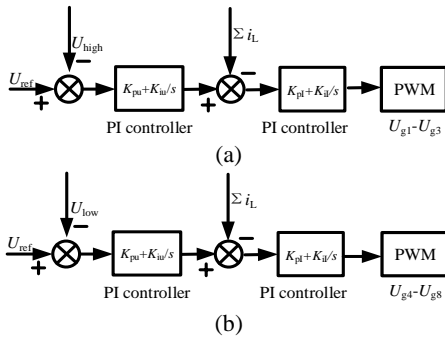 U_high
Σ i_L
U_ref
−
−
+
+
K_pu+K_iu/s
K_pI+K_iI/s
PWM
PI controller
PI controller
U_g1-U_g3
(a)
U_low
Σ i_L
U_ref
−
−
+
+
K_pu+K_iu/s
K_pI+K_iI/s
PWM
PI controller
PI controller
U_g4-U_g8
(b)